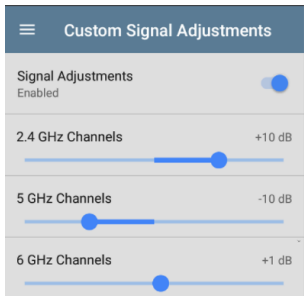 Custom Signal Adjustments
Signal Adjustments
Enabled
2.4 GHz Channels +10 dB
5 GHz Channels -10 dB
6 GHz Channels +1 dB